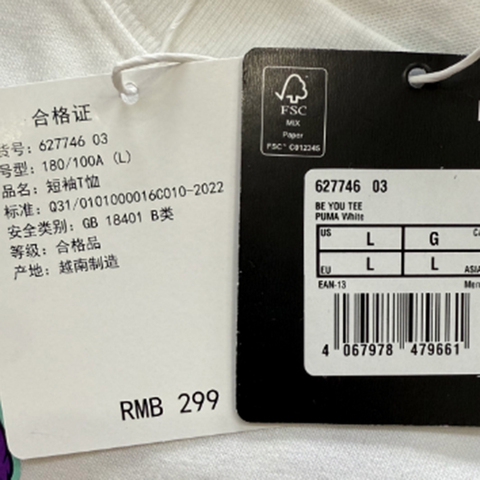 合格证
货号: 627746 03
号型: 180/100A (L)
品名: 短袖T恤
标准: Q31/0101000016C010-2022
安全类别: GB 18401 B类
等级: 合格品
产地: 越南制造
RMB 299
FSC
MIX
Paper
FSC™ C012345
627746 03
BE YOU TEE
PUMA White
US L G
EU L L ASIA
EAN-13 Men
4 067978 479661